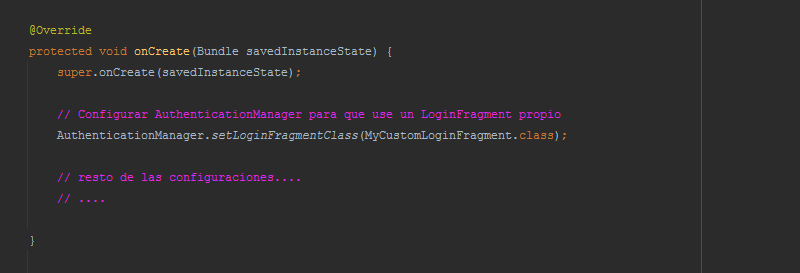 @Override
protected void onCreate(Bundle savedInstanceState) {
super.onCreate(savedInstanceState);
// Configurar AuthenticationManager para que use un LoginFragment propio
AuthenticationManager.setLoginFragmentClass(MyCustomLoginFragment.class);
// resto de las configuraciones....
// ....
}